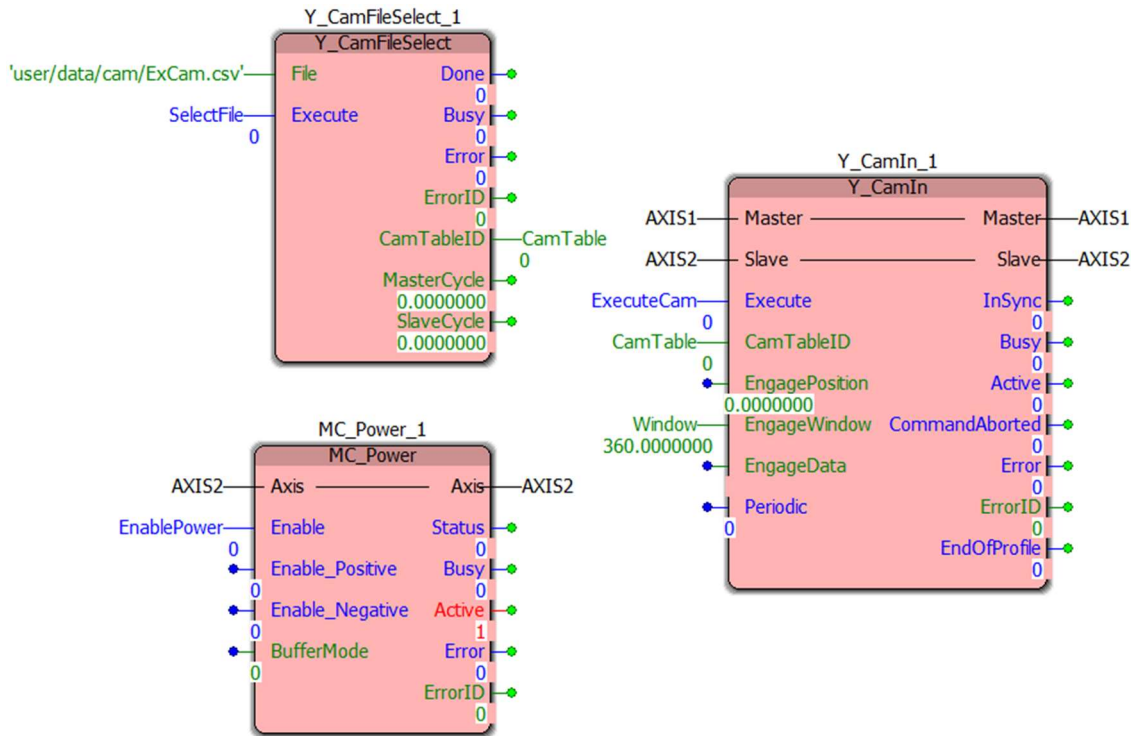 Y_CamFileSelect_1
Y_CamFileSelect
'user/data/cam/ExCam.csv' File Done
0
SelectFile Execute Busy
0 0
Error
0
ErrorID
0
CamTableID CamTable
0
MasterCycle
0.0000000
SlaveCycle
0.0000000
MC_Power_1
MC_Power
AXIS2 Axis Axis AXIS2
EnablePower Enable Status
0 0
Enable_Positive Busy
0 0
Enable_Negative Active
0 1
BufferMode Error
0 0
ErrorID
0
Y_CamIn_1
Y_CamIn
AXIS1 Master Master AXIS1
AXIS2 Slave Slave AXIS2
ExecuteCam Execute InSync
0 0
CamTable CamTableID Busy
0 0
EngagePosition Active
0.0000000 0
Window EngageWindow CommandAborted
360.0000000 0
EngageData Error
0
Periodic ErrorID
0 0
EndOfProfile
0